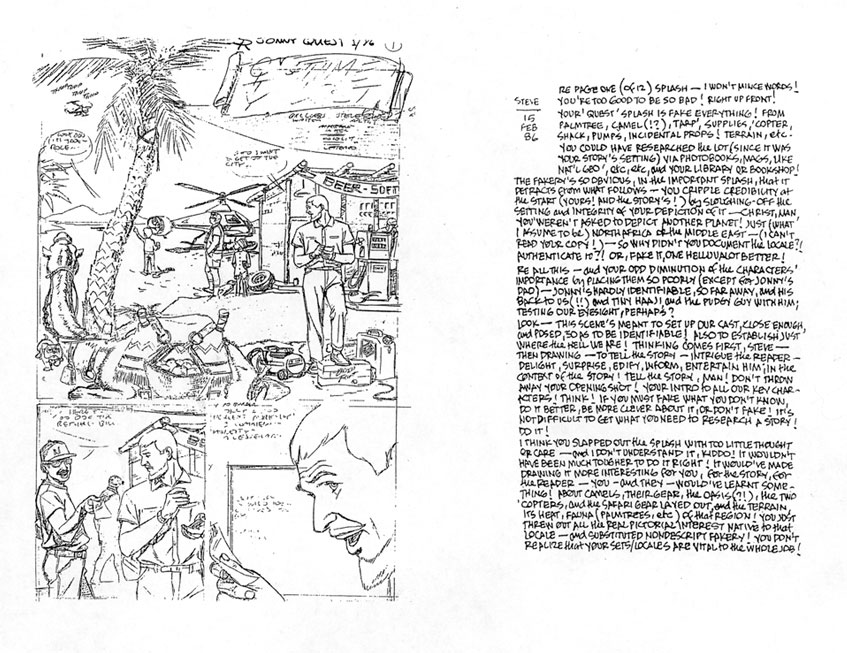 JONNY QUEST 2/86 1
BEER - SOFT
CITY.
STEVE
15
FEB
86
RE PAGE ONE (OF 12) SPLASH — I WON'T MINCE WORDS!
YOU'RE TOO GOOD TO BE SO BAD! RIGHT UP FRONT!
YOUR 'QUEST' SPLASH IS FAKE EVERYTHING! FROM
PALMTREE, CAMEL (!?), TARP, SUPPLIES, 'COPTER,
SHACK, PUMPS, INCIDENTAL PROPS! TERRAIN, etc.
YOU COULD HAVE RESEARCHED the LOT (SINCE IT WAS
YOUR STORY'S SETTING) VIA PHOTOBOOKS, MAGS, LIKE
NAT'L GEO', etc, etc, and YOUR LIBRARY OR BOOKSHOP!
THE FAKERY'S SO OBVIOUS, IN the IMPORTANT SPLASH, that IT
DETRACTS FROM WHAT FOLLOWS — YOU CRIPPLE CREDIBILITY AT
the START (YOURS! AND the STORY'S!) by SLOUGHING-OFF the
SETTING and INTEGRITY OF YOUR DEPICTION OF IT — CHRIST, MAN
YOU WEREN'T ASKED TO DEPICT ANOTHER PLANET! JUST (WHAT
I ASSUME TO be) NORTH AFRICA OR the MIDDLE EAST — (I CAN'T
READ YOUR COPY!) — SO WHY DIDN'T YOU DOCUMENT the LOCALE?!
AUTHENTICATE IT?! OR, FAKE IT, ONE HELLUVALOT BETTER!
RE ALL THIS — and YOUR ODD DIMINUTION of the CHARACTERS'
IMPORTANCE by PLACING THEM SO POORLY (EXCEPT FOR JONNY'S
DAD) — JONNY'S HARDLY IDENTIFIABLE, SO FAR AWAY, and HIS
BACK TO US (!!) and TINY HAADJI and the PUDGY GUY WITH HIM;
TESTING OUR EYESIGHT, PERHAPS?
LOOK — THIS SCENE'S MEANT TO SET UP OUR CAST, CLOSE ENOUGH,
and POSED, SO AS TO BE IDENTIFIABLE! ALSO TO ESTABLISH JUST
WHERE the HELL WE ARE! THINKING COMES FIRST, STEVE —
THEN DRAWING — TO TELL the STORY — INTRIGUE the READER —
DELIGHT, SURPRISE, EDIFY, INFORM, ENTERTAIN HIM; IN the
CONTEXT OF the STORY! TELL the STORY, MAN! DON'T THROW
AWAY YOUR OPENING SHOT! YOUR INTRO TO ALL OUR KEY CHAR-
ACTERS! THINK! IF YOU MUST FAKE WHAT YOU DON'T KNOW,
DO IT BETTER, BE MORE CLEVER ABOUT IT, OR DON'T FAKE! IT'S
NOT DIFFICULT TO GET WHAT YOU NEED TO RESEARCH A STORY!
DO IT!
I THINK YOU SLAPPED OUT the SPLASH WITH TOO LITTLE THOUGHT
OR CARE — and I DON'T UNDERSTAND IT, KIDDO! IT WOULDN'T
HAVE BEEN MUCH TOUGHER TO DO IT RIGHT! IT WOULD'VE MADE
DRAWING IT MORE INTERESTING FOR YOU, FOR the STORY, FOR
the READER — YOU — and THEY — WOULD'VE LEARNT SOME-
THING! ABOUT CAMELS, THEIR GEAR, the OASIS (?!), the TWO
'COPTERS, and the SAFARI GEAR LAYED OUT, and the TERRAIN,
ITS HEAT, FAUNA (PALMTREES, etc) OF that REGION! YOU JUST
THREW OUT ALL the REAL PICTORIAL INTEREST NATIVE TO that
LOCALE — and SUBSTITUTED NONDESCRIPT FAKERY! YOU DON'T
REALIZE that YOUR SETS/LOCALES ARE VITAL TO the WHOLE JOB!